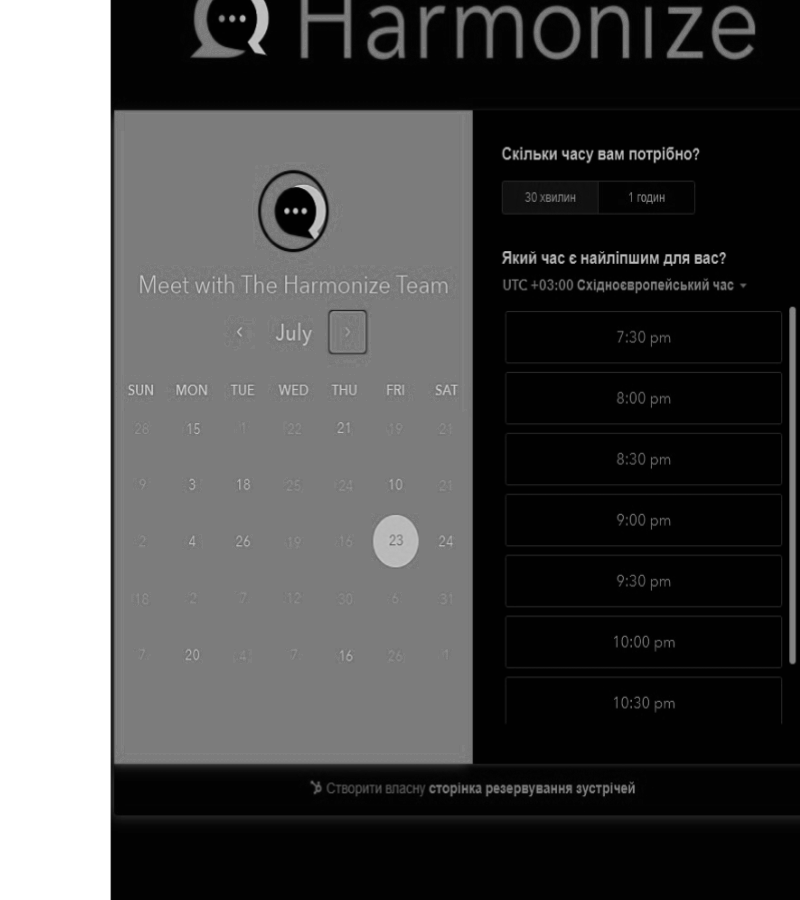 Harmonize
Meet with The Harmonize Team
July
SUN MON TUE WED THU FRI SAT
28 15 1 22 21 19 21
9 3 18 25 24 10 21
2 4 26 19 16 23 24
18 2 7 12 30 6 31
7 20 4 7 16 26 1
Скільки часу вам потрібно?
30 хвилин 1 годин
Який час є найліпшим для вас?
UTC +03:00 Східноєвропейський час
7:30 pm
8:00 pm
8:30 pm
9:00 pm
9:30 pm
10:00 pm
10:30 pm
Створити власну сторінка резервування зустрічей